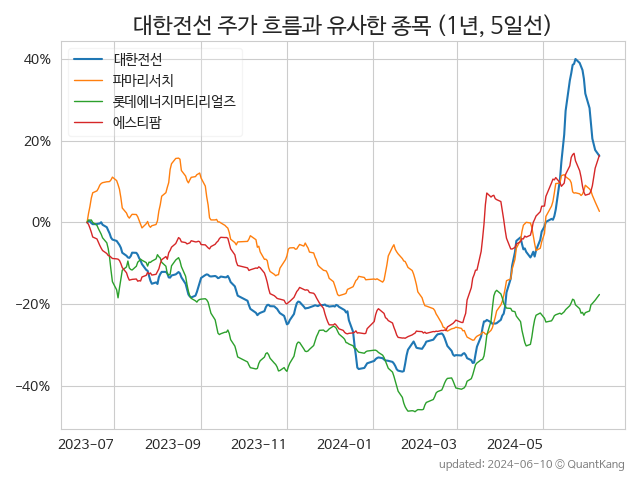 대한전선 주가 흐름과 유사한 종목 (1년, 5일선)
대한전선
파마리서치
롯데에너지머티리얼즈
에스티팜
40%
20%
0%
−20%
−40%
2023-07
2023-09
2023-11
2024-01
2024-03
2024-05
updated: 2024-06-10 © QuantKang